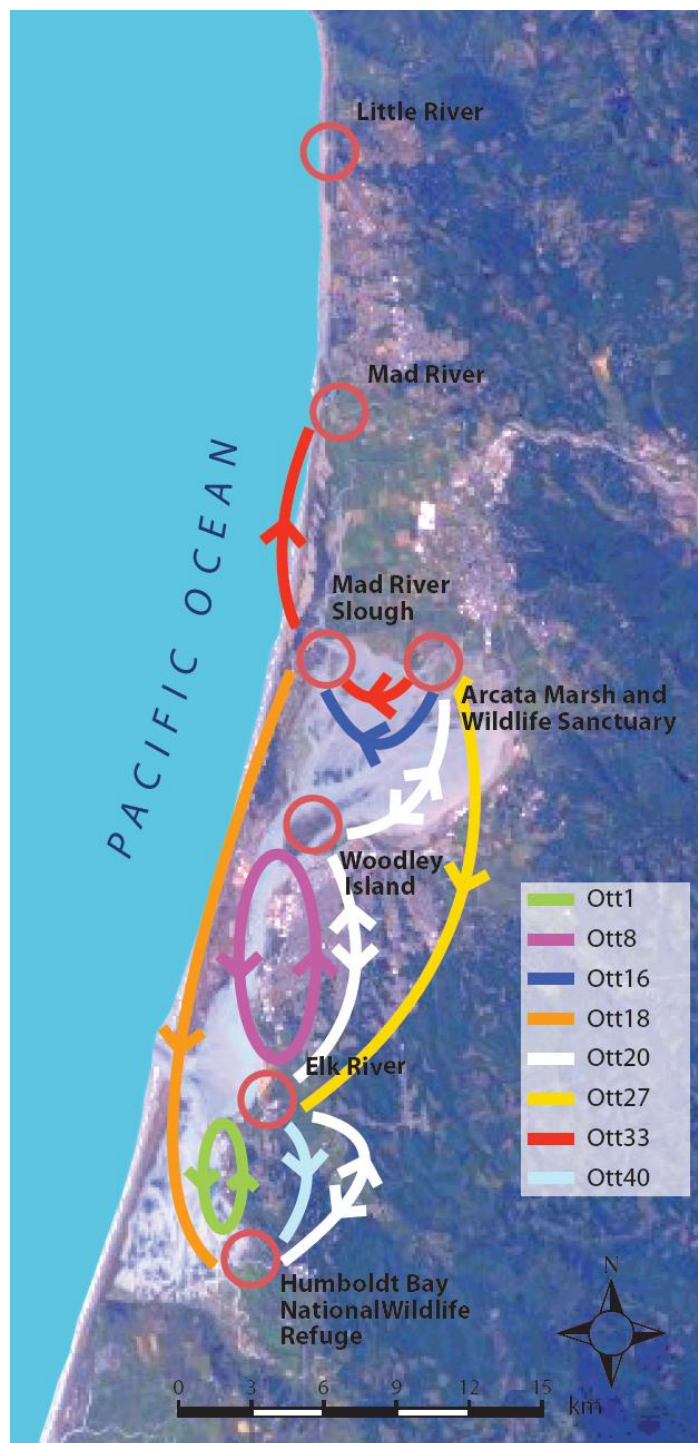 Little River
Mad River
PACIFIC OCEAN
Mad River
Slough
Arcata Marsh and
Wildlife Sanctuary
Woodley
Island
Ott1
Ott8
Ott16
Ott18
Ott20
Ott27
Ott33
Ott40
Elk River
Humboldt Bay
NationalWildlife
Refuge
N
0 3 6 9 12 15
km